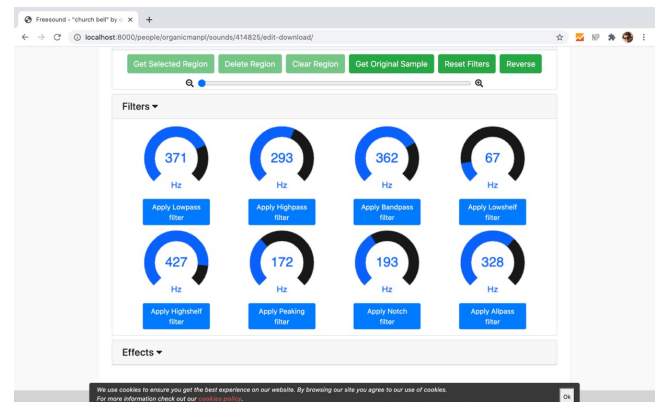 Freesound - "church bell" by
localhost:8000/people/organicmanpl/sounds/414825/edit-download/
Get Selected Region Delete Region Clear Region Get Original Sample Reset Filters Reverse
Filters
371 293 362 67
Hz Hz Hz Hz
Apply Lowpass Apply Highpass Apply Bandpass Apply Lowshelf
filter filter filter filter
427 172 193 328
Hz Hz Hz Hz
Apply Highshelf Apply Peaking Apply Notch Apply Allpass
filter filter filter filter
Effects
We use cookies to ensure you get the best experience on our website. By browsing our site you agree to our use of cookies.
For more information check out our cookies policy.
Ok